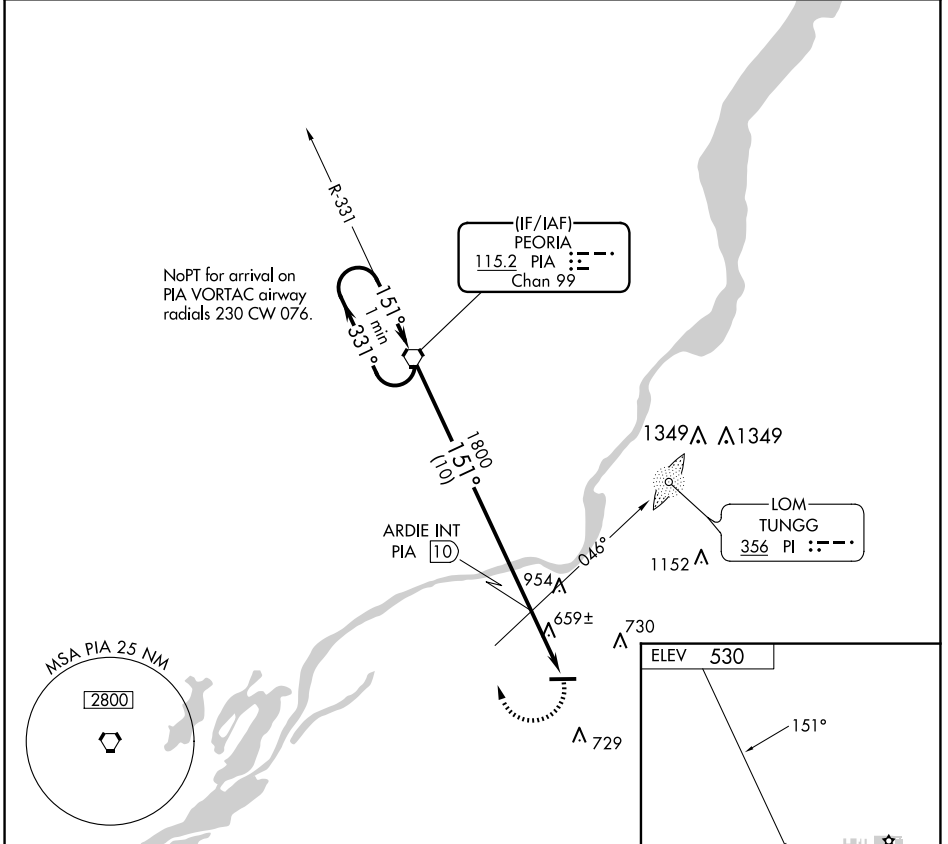 R-331
(IF/IAF)
PEORIA
115.2 PIA
Chan 99
NoPT for arrival on
PIA VORTAC airway
radials 230 CW 076.
151°
1 min
331°
1800
151°
(10)
1349 1349
LOM
TUNGG
356 PI
ARDIE INT
PIA 10
046°
1152
954
659±
730
MSA PIA 25 NM
2800
ELEV 530
151°
729